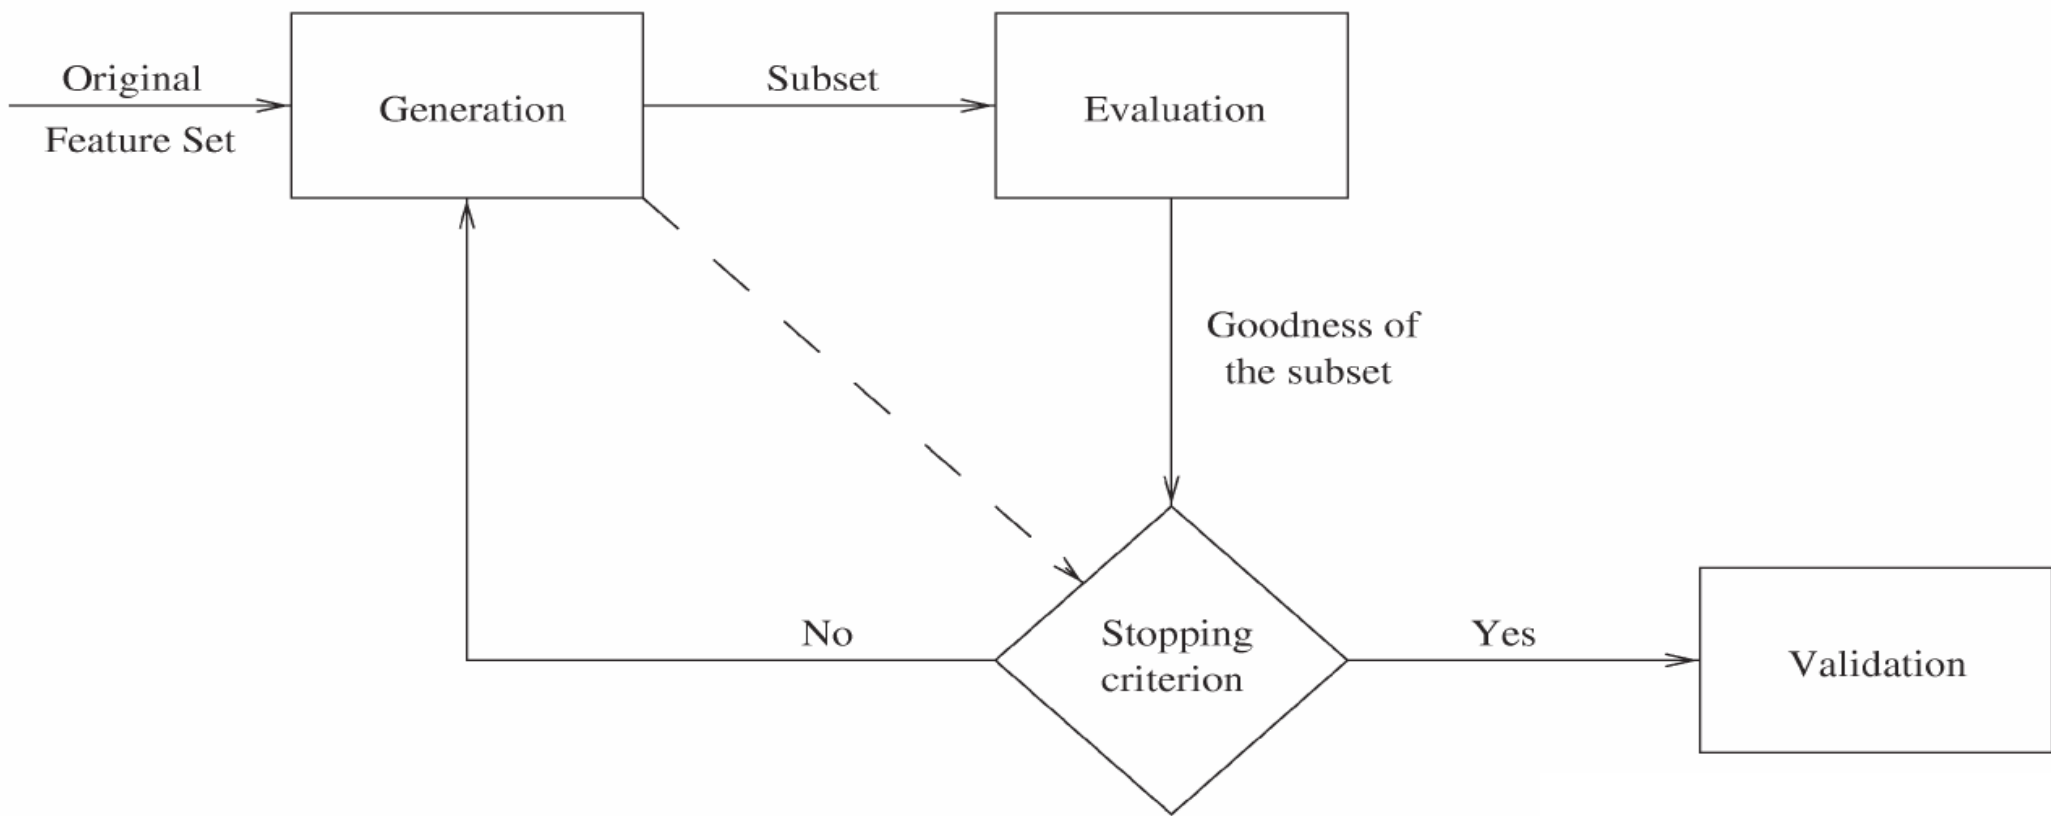 Original
Feature Set
Generation
Subset
Evaluation
Goodness of
the subset
No
Stopping
criterion
Yes
Validation